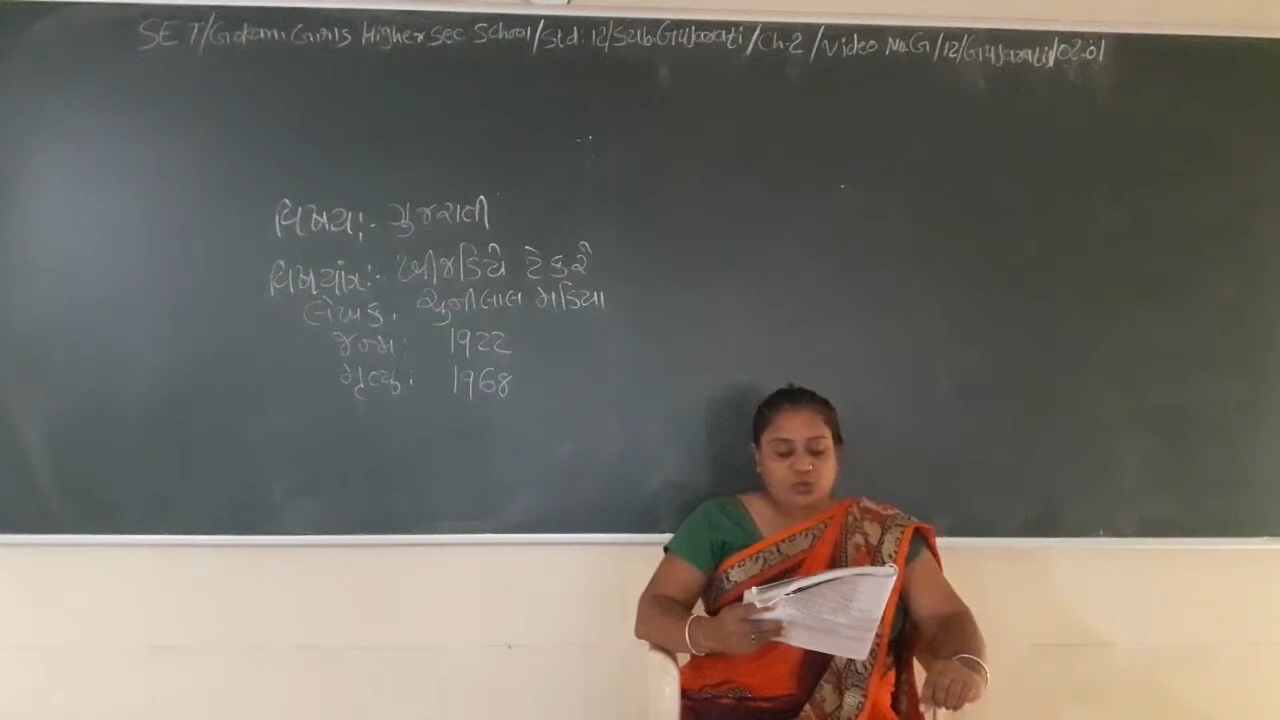 SET/Gokani Girls Higher Sec. School/Std:12/Sub.Gujarati/Ch-2/Video No.G/12/Gujarati/02.01
વિષય:- ગુજરાતી
વિષયાંગ:- ખીજડિયે ટેકરે
લેખક: ચુનીલાલ મડિયા
જન્મ: 1922
મૃત્યુ: 1968